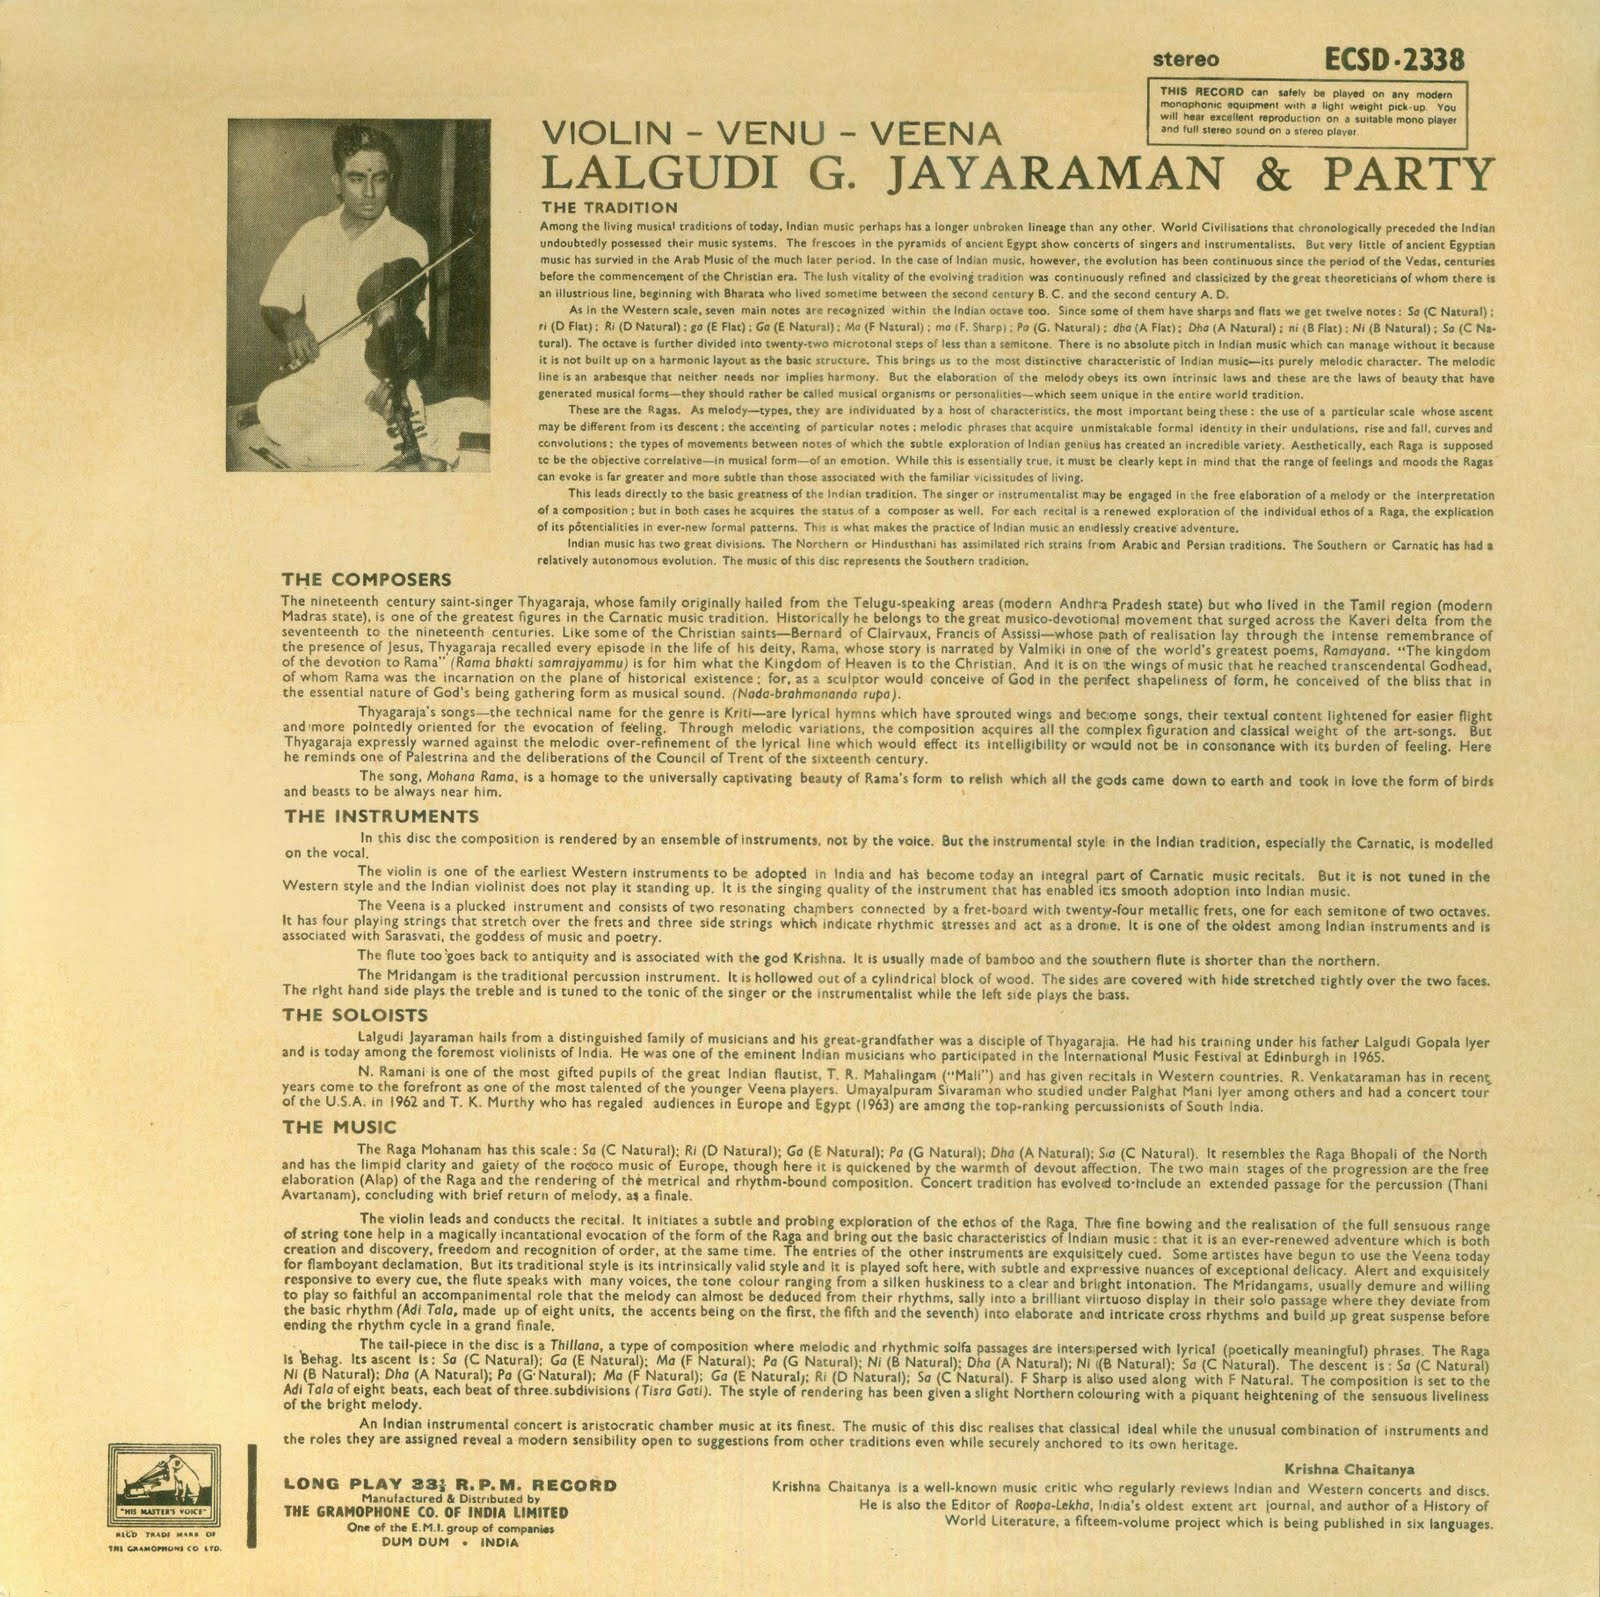 stereo ECSD-2338
THIS RECORD can safely be played on any modern
monophonic equipment with a light weight pick-up. You
will hear excellent reproduction on a suitable mono player
and full stereo sound on a stereo player.
VIOLIN - VENU - VEENA
LALGUDI G. JAYARAMAN & PARTY
THE TRADITION
Among the living musical traditions of today, Indian music perhaps has a longer unbroken lineage than any other. World Civilisations that chronologically preceded the Indian
undoubtedly possessed their music systems. The frescoes in the pyramids of ancient Egypt show concerts of singers and instrumentalists. But very little of ancient Egyptian
music has survied in the Arab Music of the much later period. In the case of Indian music, however, the evolution has been continuous since the period of the Vedas, centuries
before the commencement of the Christian era. The lush vitality of the evolving tradition was continuously refined and classicized by the great theoreticians of whom there is
an illustrious line, beginning with Bharata who lived sometime between the second century B. C. and the second century A. D.
As in the Western scale, seven main notes are recognized within the Indian octave too. Since some of them have sharps and flats we get twelve notes : Sa (C Natural) ;
ri (D Flat) ; Ri (D Natural) ; ga (E Flat) ; Ga (E Natural) ; Ma (F Natural) ; ma (F. Sharp) ; Pa (G. Natural) ; dba (A Flat) ; Dha (A Natural) ; ni (B Flat) ; Ni (B Natural) ; Sa (C Na-
tural). The octave is further divided into twenty-two microtonal steps of less than a semitone. There is no absolute pitch in Indian music which can manage without it because
it is not built up on a harmonic layout as the basic structure. This brings us to the most distinctive characteristic of Indian music—its purely melodic character. The melodic
line is an arabesque that neither needs nor implies harmony. But the elaboration of the melody obeys its own intrinsic laws and these are the laws of beauty that have
generated musical forms—they should rather be called musical organisms or personalities—which seem unique in the entire world tradition.
These are the Ragas. As melody—types, they are individuated by a host of characteristics, the most important being these : the use of a particular scale whose ascent
may be different from its descent ; the accenting of particular notes ; melodic phrases that acquire unmistakable formal identity in their undulations, rise and fall, curves and
convolutions ; the types of movements between notes of which the subtle exploration of Indian genius has created an incredible variety. Aesthetically, each Raga is supposed
to be the objective correlative—in musical form—of an emotion. While this is essentially true, it must be clearly kept in mind that the range of feelings and moods the Ragas
can evoke is far greater and more subtle than those associated with the familiar vicissitudes of living.
This leads directly to the basic greatness of the Indian tradition. The singer or instrumentalist may be engaged in the free elaboration of a melody or the interpretation
of a composition ; but in both cases he acquires the status of a composer as well. For each recital is a renewed exploration of the individual ethos of a Raga, the explication
of its potentialities in ever-new formal patterns. This is what makes the practice of Indian music an endlessly creative adventure.
Indian music has two great divisions. The Northern or Hindusthani has assimilated rich strains from Arabic and Persian traditions. The Southern or Carnatic has had a
relatively autonomous evolution. The music of this disc represents the Southern tradition.
THE COMPOSERS
The nineteenth century saint-singer Thyagaraja, whose family originally hailed from the Telugu-speaking areas (modern Andhra Pradesh state) but who lived in the Tamil region (modern
Madras state), is one of the greatest figures in the Carnatic music tradition. Historically he belongs to the great musico-devotional movement that surged across the Kaveri delta from the
seventeenth to the nineteenth centuries. Like some of the Christian saints—Bernard of Clairvaux, Francis of Assissi—whose path of realisation lay through the intense remembrance of
the presence of Jesus, Thyagaraja recalled every episode in the life of his deity, Rama, whose story is narrated by Valmiki in one of the world's greatest poems, Ramayana. "The kingdom
of the devotion to Rama" (Rama bhakti samrajyammu) is for him what the Kingdom of Heaven is to the Christian. And it is on the wings of music that he reached transcendental Godhead,
of whom Rama was the incarnation on the plane of historical existence ; for, as a sculptor would conceive of God in the perfect shapeliness of form, he conceived of the bliss that in
the essential nature of God's being gathering form as musical sound. (Nada-brahmananda rupa).
Thyagaraja's songs—the technical name for the genre is Kriti—are lyrical hymns which have sprouted wings and become songs, their textual content lightened for easier flight
and more pointedly oriented for the evocation of feeling. Through melodic variations, the composition acquires all the complex figuration and classical weight of the art-songs. But
Thyagaraja expressly warned against the melodic over-refinement of the lyrical line which would effect its intelligibility or would not be in consonance with its burden of feeling. Here
he reminds one of Palestrina and the deliberations of the Council of Trent of the sixteenth century.
The song, Mohana Rama, is a homage to the universally captivating beauty of Rama's form to relish which all the gods came down to earth and took in love the form of birds
and beasts to be always near him.
THE INSTRUMENTS
In this disc the composition is rendered by an ensemble of instruments, not by the voice. But the instrumental style in the Indian tradition, especially the Carnatic, is modelled
on the vocal.
The violin is one of the earliest Western instruments to be adopted in India and has become today an integral part of Carnatic music recitals. But it is not tuned in the
Western style and the Indian violinist does not play it standing up. It is the singing quality of the instrument that has enabled its smooth adoption into Indian music.
The Veena is a plucked instrument and consists of two resonating chambers connected by a fret-board with twenty-four metallic frets, one for each semitone of two octaves.
It has four playing strings that stretch over the frets and three side strings which indicate rhythmic stresses and act as a drone. It is one of the oldest among Indian instruments and is
associated with Sarasvati, the goddess of music and poetry.
The flute too goes back to antiquity and is associated with the god Krishna. It is usually made of bamboo and the southern flute is shorter than the northern.
The Mridangam is the traditional percussion instrument. It is hollowed out of a cylindrical block of wood. The sides are covered with hide stretched tightly over the two faces.
The right hand side plays the treble and is tuned to the tonic of the singer or the instrumentalist while the left side plays the bass.
THE SOLOISTS
Lalgudi Jayaraman hails from a distinguished family of musicians and his great-grandfather was a disciple of Thyagaraja. He had his training under his father Lalgudi Gopala Iyer
and is today among the foremost violinists of India. He was one of the eminent Indian musicians who participated in the International Music Festival at Edinburgh in 1965.
N. Ramani is one of the most gifted pupils of the great Indian flautist, T. R. Mahalingam ("Mali") and has given recitals in Western countries. R. Venkataraman has in recent
years come to the forefront as one of the most talented of the younger Veena players. Umayalpuram Sivaraman who studied under Palghat Mani Iyer among others and had a concert tour
of the U.S.A. in 1962 and T. K. Murthy who has regaled audiences in Europe and Egypt (1963) are among the top-ranking percussionists of South India.
THE MUSIC
The Raga Mohanam has this scale : Sa (C Natural); Ri (D Natural); Ga (E Natural); Pa (G Natural); Dha (A Natural); Sa (C Natural). It resembles the Raga Bhopali of the North
and has the limpid clarity and gaiety of the rococo music of Europe, though here it is quickened by the warmth of devout affection. The two main stages of the progression are the free
elaboration (Alap) of the Raga and the rendering of the metrical and rhythm-bound composition. Concert tradition has evolved to include an extended passage for the percussion (Thani
Avartanam), concluding with brief return of melody, as a finale.
The violin leads and conducts the recital. It initiates a subtle and probing exploration of the ethos of the Raga. The fine bowing and the realisation of the full sensuous range
of string tone help in a magically incantational evocation of the form of the Raga and bring out the basic characteristics of Indian music : that it is an ever-renewed adventure which is both
creation and discovery, freedom and recognition of order, at the same time. The entries of the other instruments are exquisitely cued. Some artistes have begun to use the Veena today
for flamboyant declamation. But its traditional style is its intrinsically valid style and it is played soft here, with subtle and expressive nuances of exceptional delicacy. Alert and exquisitely
responsive to every cue, the flute speaks with many voices, the tone colour ranging from a silken huskiness to a clear and bright intonation. The Mridangams, usually demure and willing
to play so faithful an accompanimental role that the melody can almost be deduced from their rhythms, sally into a brilliant virtuoso display in their solo passage where they deviate from
the basic rhythm (Adi Tala, made up of eight units, the accents being on the first, the fifth and the seventh) into elaborate and intricate cross rhythms and build up great suspense before
ending the rhythm cycle in a grand finale.
The tail-piece in the disc is a Thillana, a type of composition where melodic and rhythmic solfa passages are interspersed with lyrical (poetically meaningful) phrases. The Raga
is Behag. Its ascent is : Sa (C Natural); Ga (E Natural); Ma (F Natural); Pa (G Natural); Ni (B Natural); Dha (A Natural); Ni (B Natural); Sa (C Natural). The descent is : Sa (C Natural)
Ni (B Natural); Dha (A Natural); Pa (G Natural); Ma (F Natural); Ga (E Natural); Ri (D Natural); Sa (C Natural). F Sharp is also used along with F Natural. The composition is set to the
Adi Tala of eight beats, each beat of three subdivisions (Tisra Gati). The style of rendering has been given a slight Northern colouring with a piquant heightening of the sensuous liveliness
of the bright melody.
An Indian instrumental concert is aristocratic chamber music at its finest. The music of this disc realises that classical ideal while the unusual combination of instruments and
the roles they are assigned reveal a modern sensibility open to suggestions from other traditions even while securely anchored to its own heritage.
Krishna Chaitanya
Krishna Chaitanya is a well-known music critic who regularly reviews Indian and Western concerts and discs.
He is also the Editor of Roopa-Lekha, India's oldest extent art journal, and author of a History of
World Literature, a fifteem-volume project which is being published in six languages.
"HIS MASTER'S VOICE"
REGD TRADE MARK OF
THE GRAMOPHONE CO LTD.
LONG PLAY 33⅓ R.P.M. RECORD
Manufactured & Distributed by
THE GRAMOPHONE CO. OF INDIA LIMITED
One of the E.M.I. group of companies
DUM DUM • INDIA